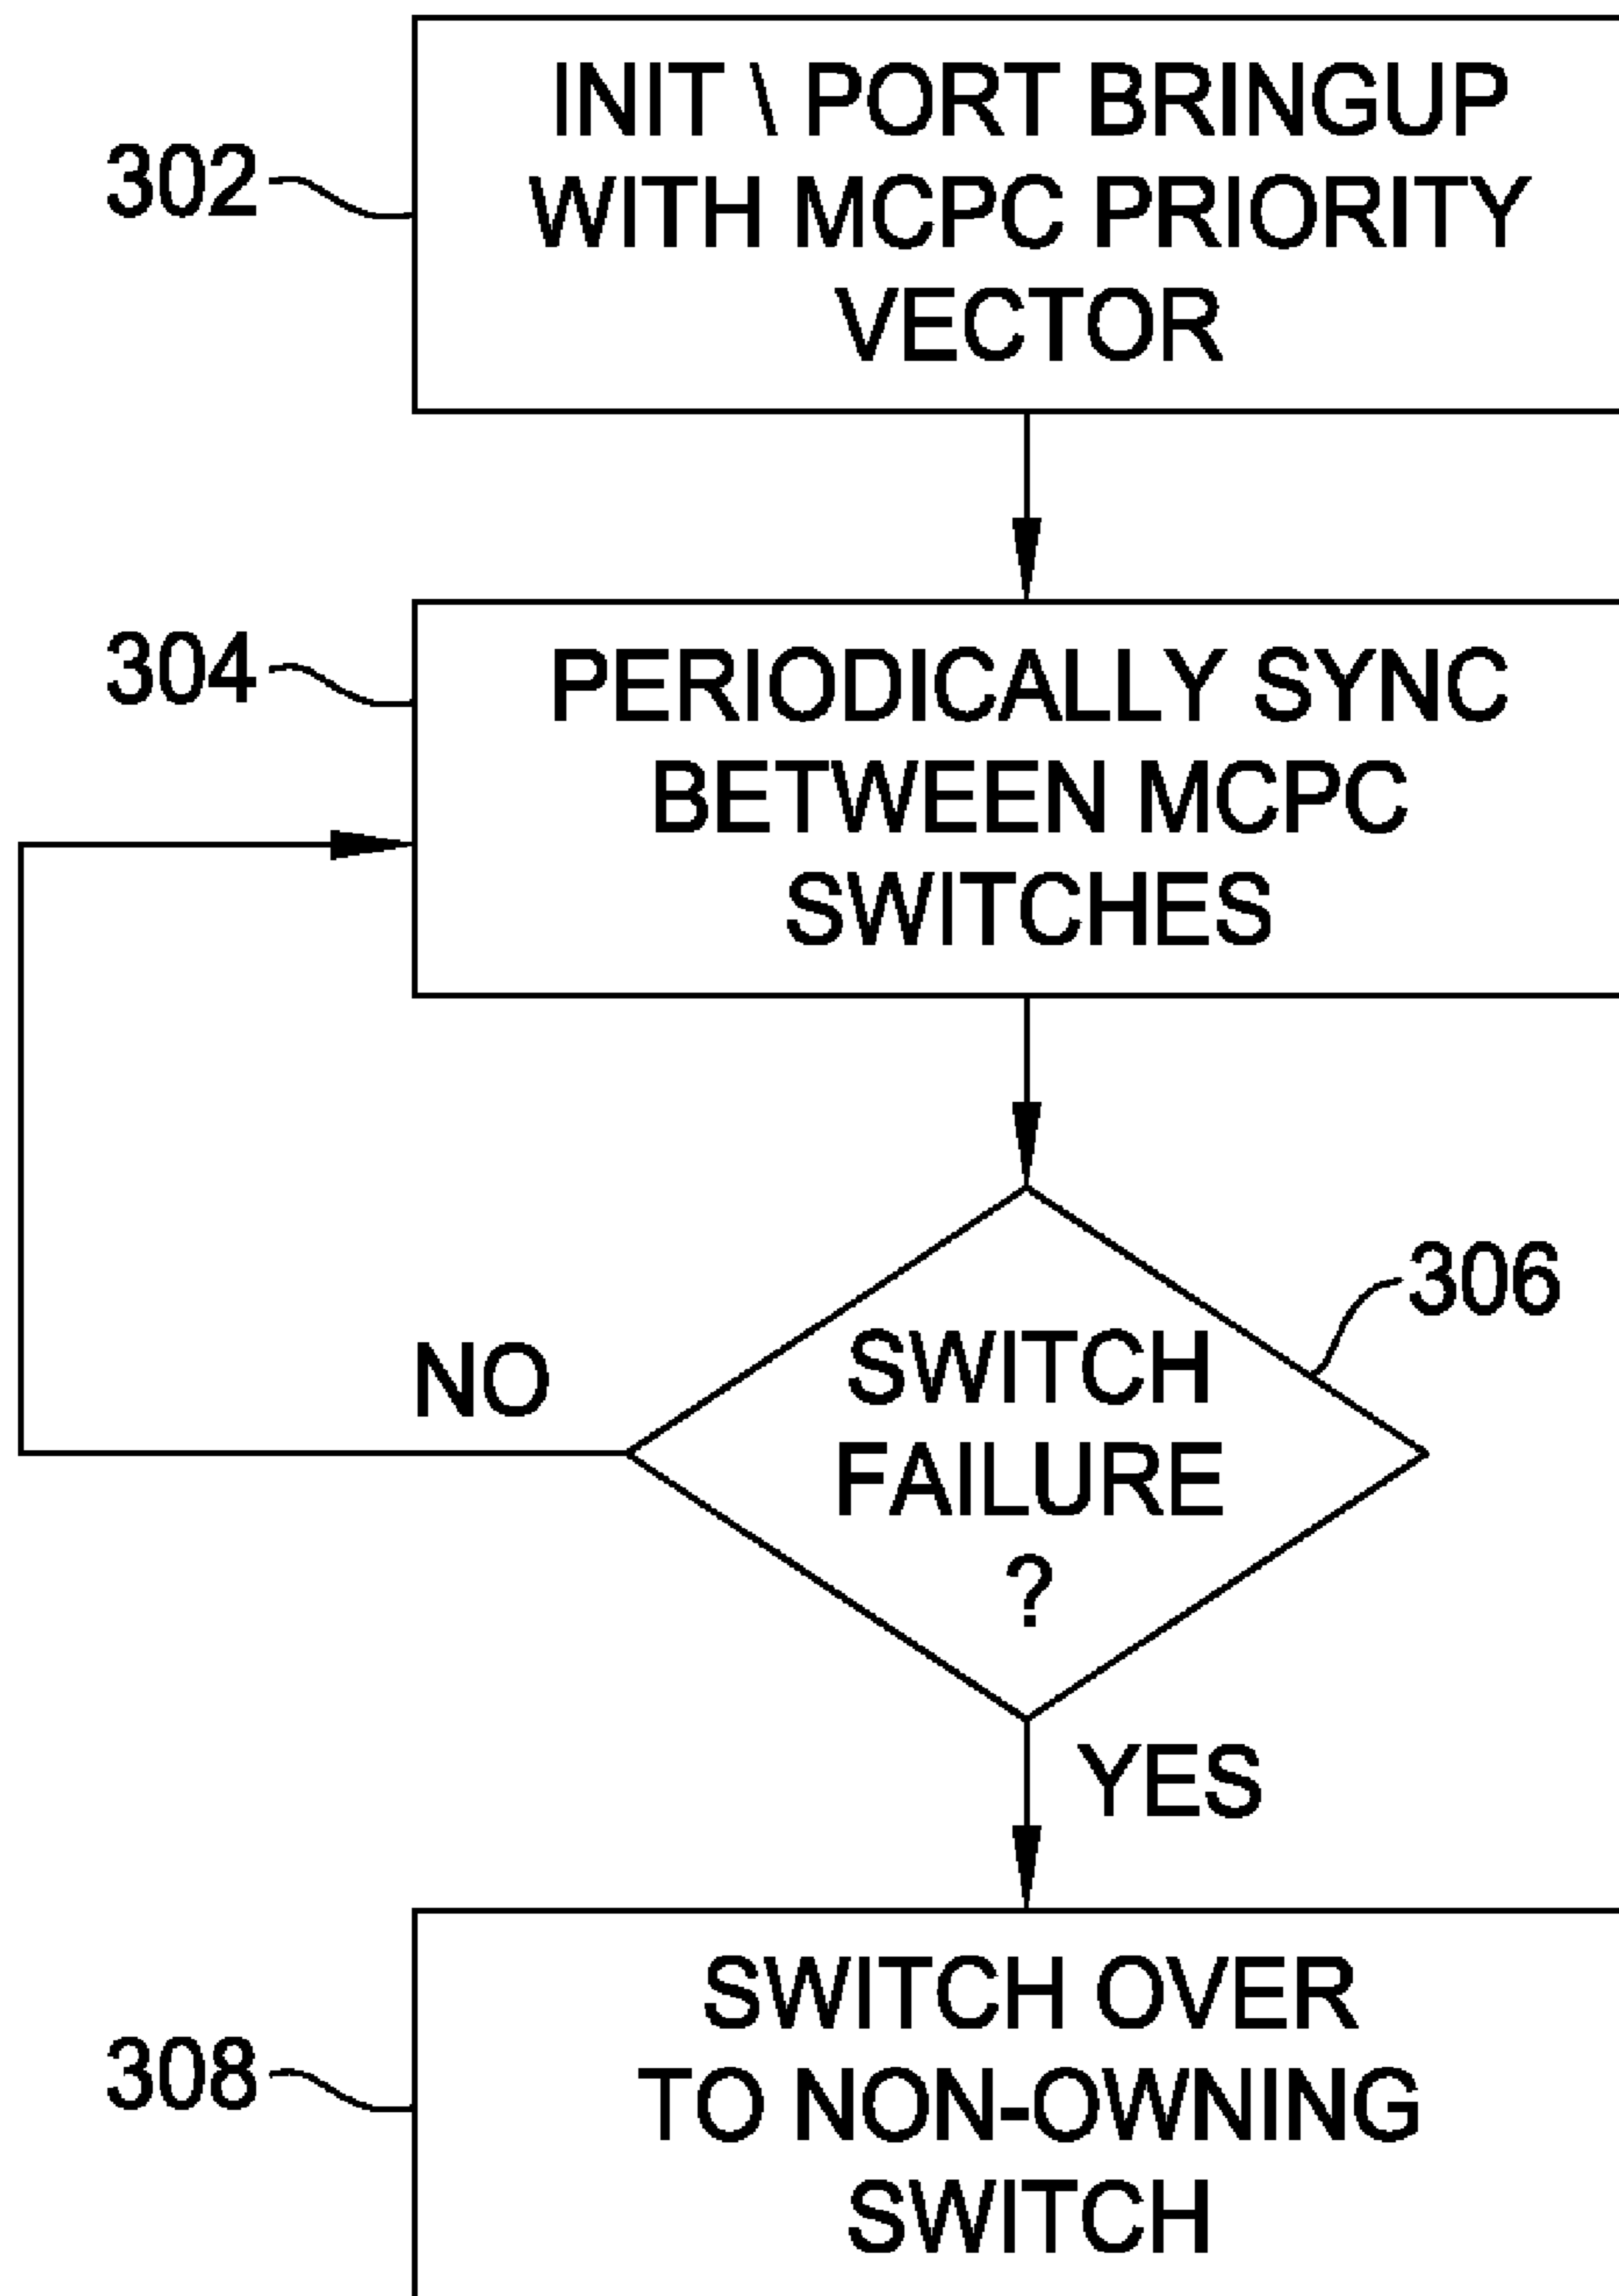 302
INIT \ PORT BRINGUP
WITH MCPC PRIORITY
VECTOR
304
PERIODICALLY SYNC
BETWEEN MCPC
SWITCHES
306
NO
SWITCH
FAILURE
?
YES
308
SWITCH OVER
TO NON-OWNING
SWITCH